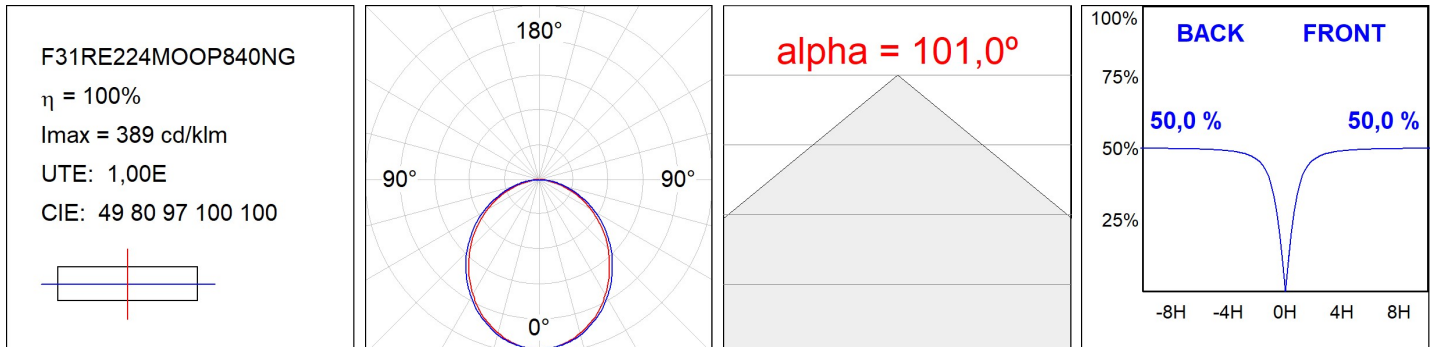 F31RE224MOOP840NG
η = 100%
Imax = 389 cd/klm
UTE: 1,00E
CIE: 49 80 97 100 100
180°
90° 90°
0°
alpha = 101,0º
100%
BACK FRONT
75%
50,0 % 50,0 %
50%
25%
-8H -4H 0H 4H 8H